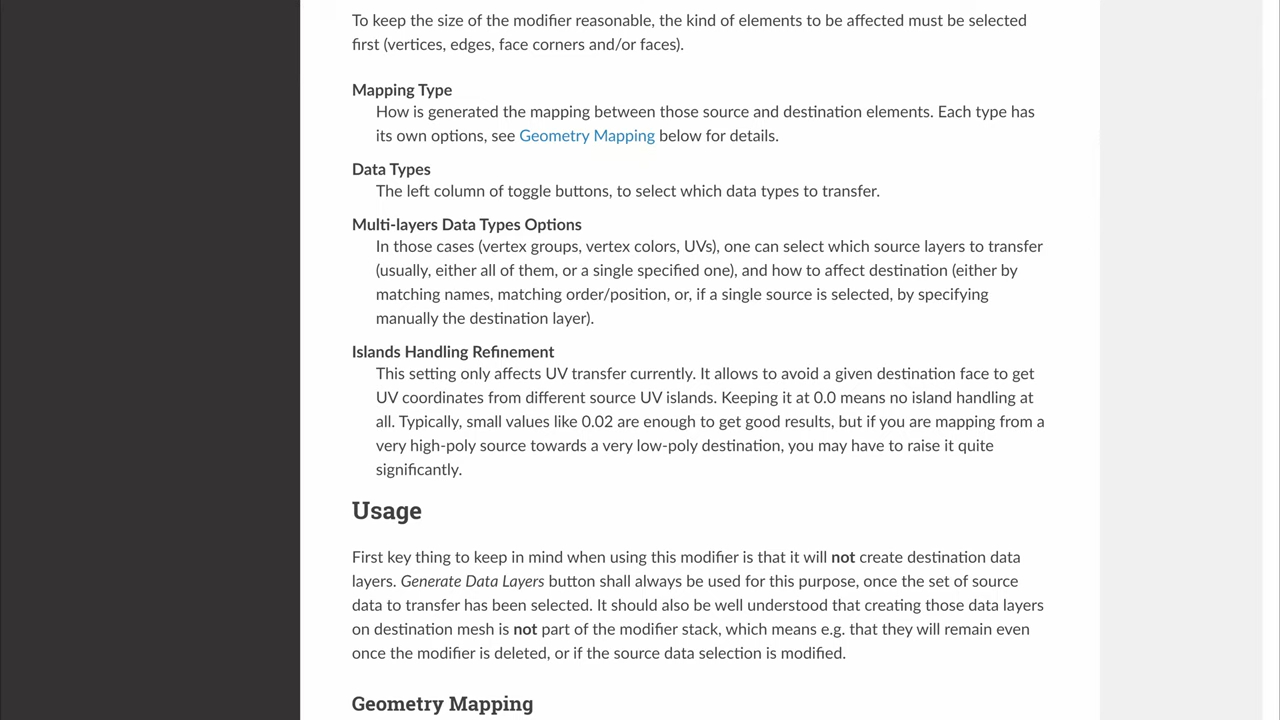 To keep the size of the modifier reasonable, the kind of elements to be affected must be selected
first (vertices, edges, face corners and/or faces).
Mapping Type
How is generated the mapping between those source and destination elements. Each type has
its own options, see Geometry Mapping below for details.
Data Types
The left column of toggle buttons, to select which data types to transfer.
Multi-layers Data Types Options
In those cases (vertex groups, vertex colors, UVs), one can select which source layers to transfer
(usually, either all of them, or a single specified one), and how to affect destination (either by
matching names, matching order/position, or, if a single source is selected, by specifying
manually the destination layer).
Islands Handling Refinement
This setting only affects UV transfer currently. It allows to avoid a given destination face to get
UV coordinates from different source UV islands. Keeping it at 0.0 means no island handling at
all. Typically, small values like 0.02 are enough to get good results, but if you are mapping from a
very high-poly source towards a very low-poly destination, you may have to raise it quite
significantly.
Usage
First key thing to keep in mind when using this modifier is that it will not create destination data
layers. Generate Data Layers button shall always be used for this purpose, once the set of source
data to transfer has been selected. It should also be well understood that creating those data layers
on destination mesh is not part of the modifier stack, which means e.g. that they will remain even
once the modifier is deleted, or if the source data selection is modified.
Geometry Mapping